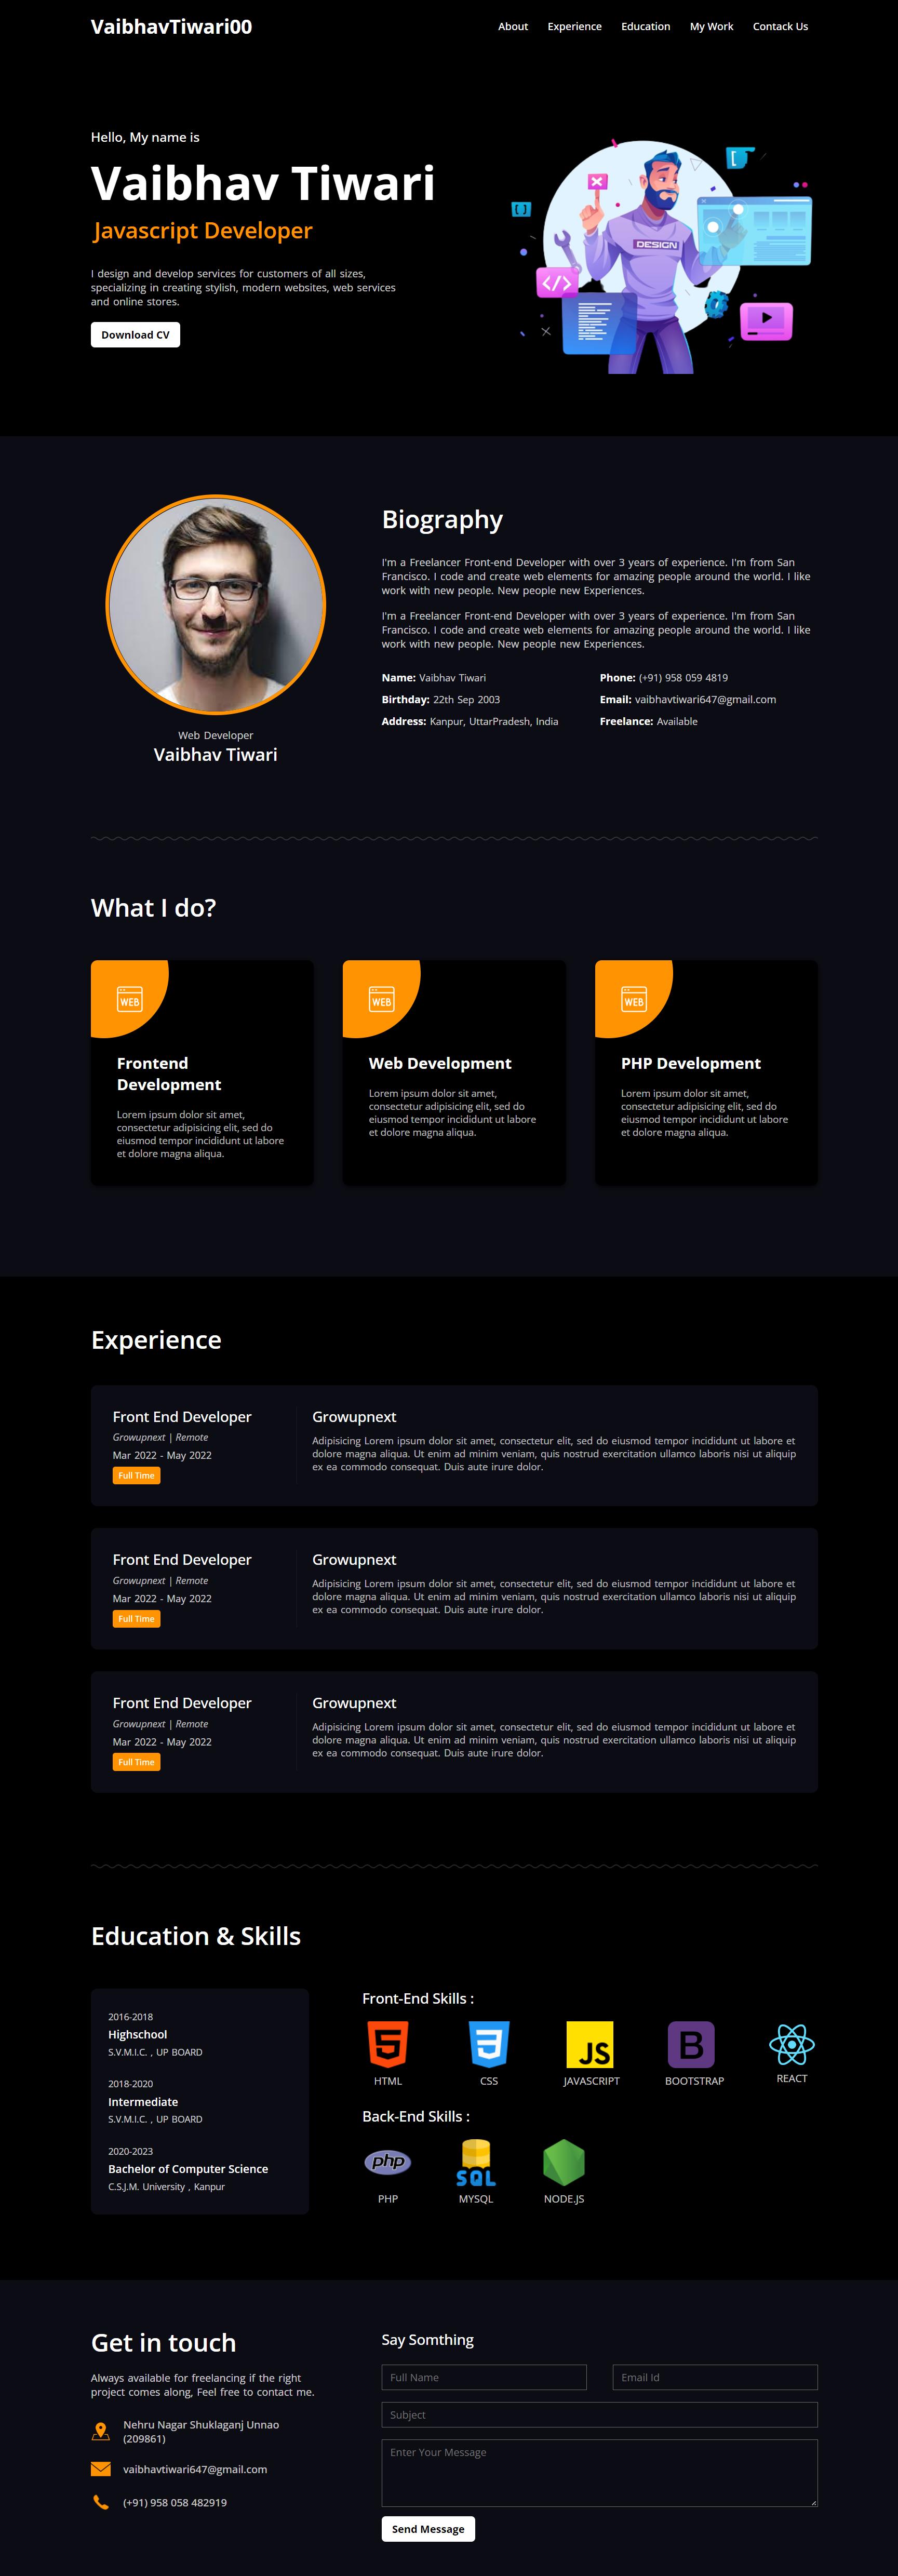 VaibhavTiwari00
About Experience Education My Work Contack Us
Hello, My name is
Vaibhav Tiwari
Javascript Developer
I design and develop services for customers of all sizes,
specializing in creating stylish, modern websites, web services
and online stores.
Download CV
[ ]
[
DESIGN
</>
Biography
I'm a Freelancer Front-end Developer with over 3 years of experience. I'm from San
Francisco. I code and create web elements for amazing people around the world. I like
work with new people. New people new Experiences.
I'm a Freelancer Front-end Developer with over 3 years of experience. I'm from San
Francisco. I code and create web elements for amazing people around the world. I like
work with new people. New people new Experiences.
Name: Vaibhav Tiwari
Phone: (+91) 958 059 4819
Birthday: 22th Sep 2003
Email: vaibhavtiwari647@gmail.com
Address: Kanpur, UttarPradesh, India
Freelance: Available
Web Developer
Vaibhav Tiwari
What I do?
WEB
Frontend
Development
Lorem ipsum dolor sit amet,
consectetur adipisicing elit, sed do
eiusmod tempor incididunt ut labore
et dolore magna aliqua.
WEB
Web Development
Lorem ipsum dolor sit amet,
consectetur adipisicing elit, sed do
eiusmod tempor incididunt ut labore
et dolore magna aliqua.
WEB
PHP Development
Lorem ipsum dolor sit amet,
consectetur adipisicing elit, sed do
eiusmod tempor incididunt ut labore
et dolore magna aliqua.
Experience
Front End Developer
Growupnext | Remote
Mar 2022 - May 2022
Full Time
Growupnext
Adipisicing Lorem ipsum dolor sit amet, consectetur elit, sed do eiusmod tempor incididunt ut labore et
dolore magna aliqua. Ut enim ad minim veniam, quis nostrud exercitation ullamco laboris nisi ut aliquip
ex ea commodo consequat. Duis aute irure dolor.
Front End Developer
Growupnext | Remote
Mar 2022 - May 2022
Full Time
Growupnext
Adipisicing Lorem ipsum dolor sit amet, consectetur elit, sed do eiusmod tempor incididunt ut labore et
dolore magna aliqua. Ut enim ad minim veniam, quis nostrud exercitation ullamco laboris nisi ut aliquip
ex ea commodo consequat. Duis aute irure dolor.
Front End Developer
Growupnext | Remote
Mar 2022 - May 2022
Full Time
Growupnext
Adipisicing Lorem ipsum dolor sit amet, consectetur elit, sed do eiusmod tempor incididunt ut labore et
dolore magna aliqua. Ut enim ad minim veniam, quis nostrud exercitation ullamco laboris nisi ut aliquip
ex ea commodo consequat. Duis aute irure dolor.
Education & Skills
2016-2018
Highschool
S.V.M.I.C. , UP BOARD
2018-2020
Intermediate
S.V.M.I.C. , UP BOARD
2020-2023
Bachelor of Computer Science
C.S.J.M. University , Kanpur
Front-End Skills :
5 3 JS B
HTML CSS JAVASCRIPT BOOTSTRAP REACT
Back-End Skills :
php SQL
PHP MYSQL NODE.JS
Get in touch
Always available for freelancing if the right
project comes along, Feel free to contact me.
Nehru Nagar Shuklaganj Unnao
(209861)
vaibhavtiwari647@gmail.com
(+91) 958 058 482919
Say Somthing
Full Name
Email Id
Subject
Enter Your Message
Send Message